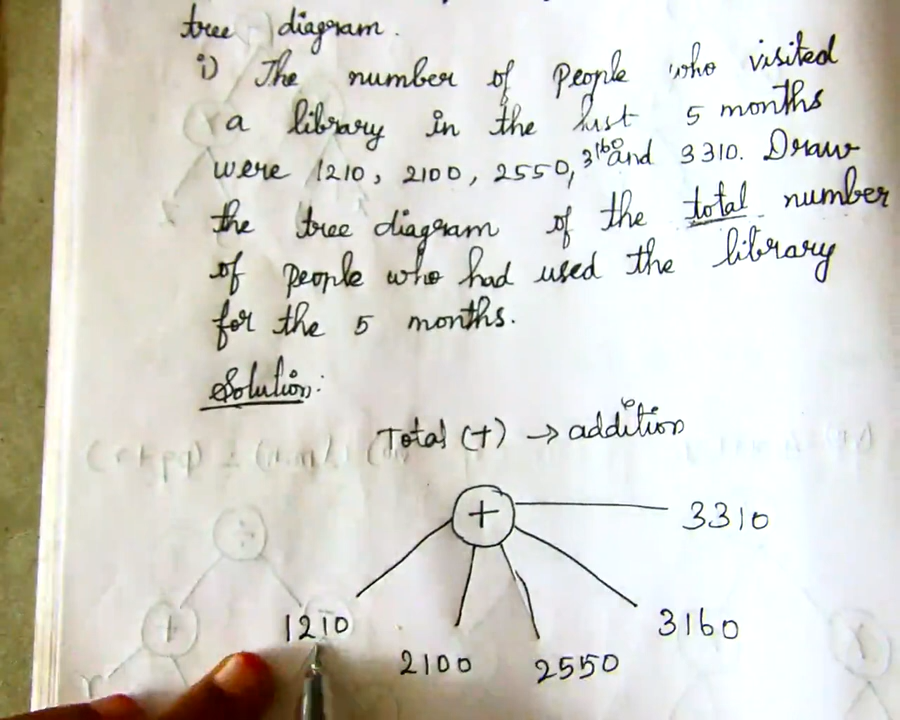 tree diagram.
i) The number of people who visited
a library in the last 5 months
were 1210, 2100, 2550, 3160 and 3310. Draw
the tree diagram of the total number
of people who had used the library
for the 5 months.
Solution:
Total (+) → addition
+
3310
1210
3160
2100
2550